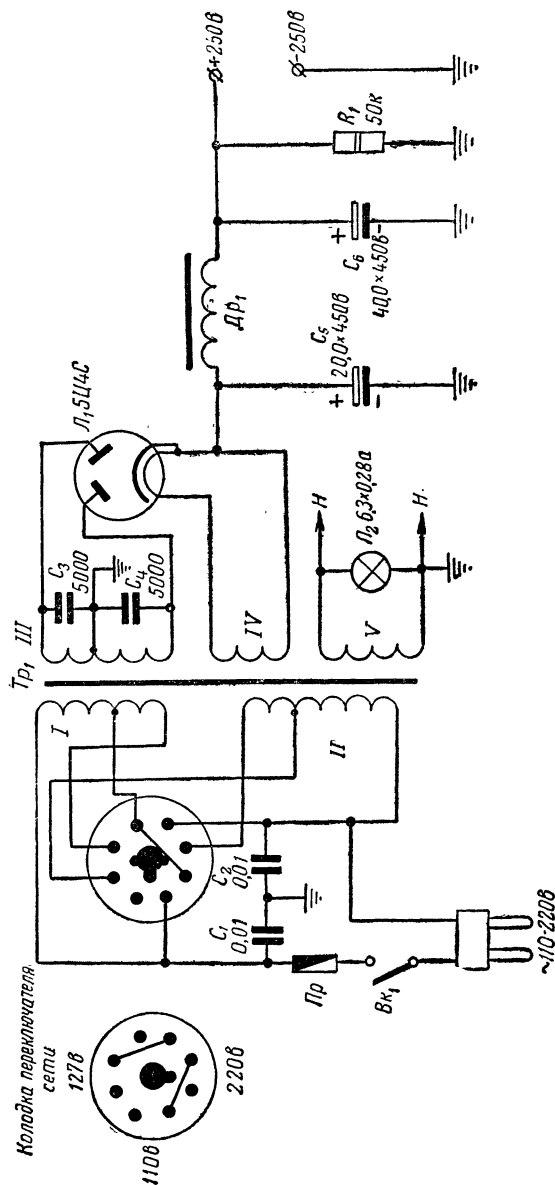 Колодка переключателя
сети
127в
110в
220в
Тр₁
I
II
III
IV
V
C₁
0,01
C₂
0,01
Пр
Вк₁
~110-220в
C₃
5000
C₄
5000
Л₁ 5Ц4С
Др₁
C₅
20,0×450в
+
-
C₆
40,0×450в
+
-
R₁
50к
+250в
-250в
Н
Л₂ 6,3×0,28а
Н